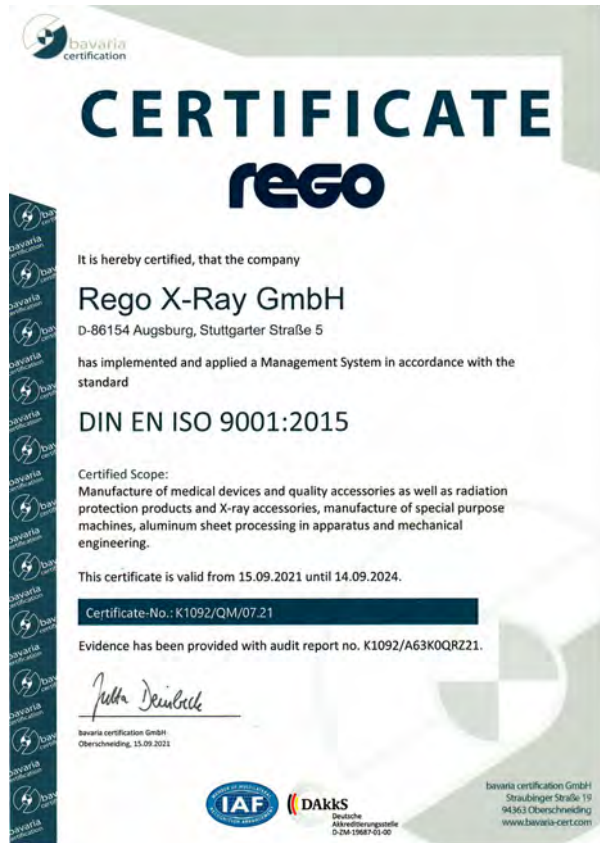 bavaria
certification
CERTIFICATE
rego
It is hereby certified, that the company
Rego X-Ray GmbH
D-86154 Augsburg, Stuttgarter Straße 5
has implemented and applied a Management System in accordance with the
standard
DIN EN ISO 9001:2015
Certified Scope:
Manufacture of medical devices and quality accessories as well as radiation
protection products and X-ray accessories, manufacture of special purpose
machines, aluminum sheet processing in apparatus and mechanical
engineering.
This certificate is valid from 15.09.2021 until 14.09.2024.
Certificate-No.: K1092/QM/07.21
Evidence has been provided with audit report no. K1092/A63K0QRZ21.
Jutta Deinbeck
bavaria certification GmbH
Oberschneiding, 15.09.2021
IAF
DAkkS
Deutsche
Akkreditierungsstelle
D-ZM-19687-01-00
bavaria certification GmbH
Straubinger Straße 19
94363 Oberschneiding
www.bavaria-cert.com